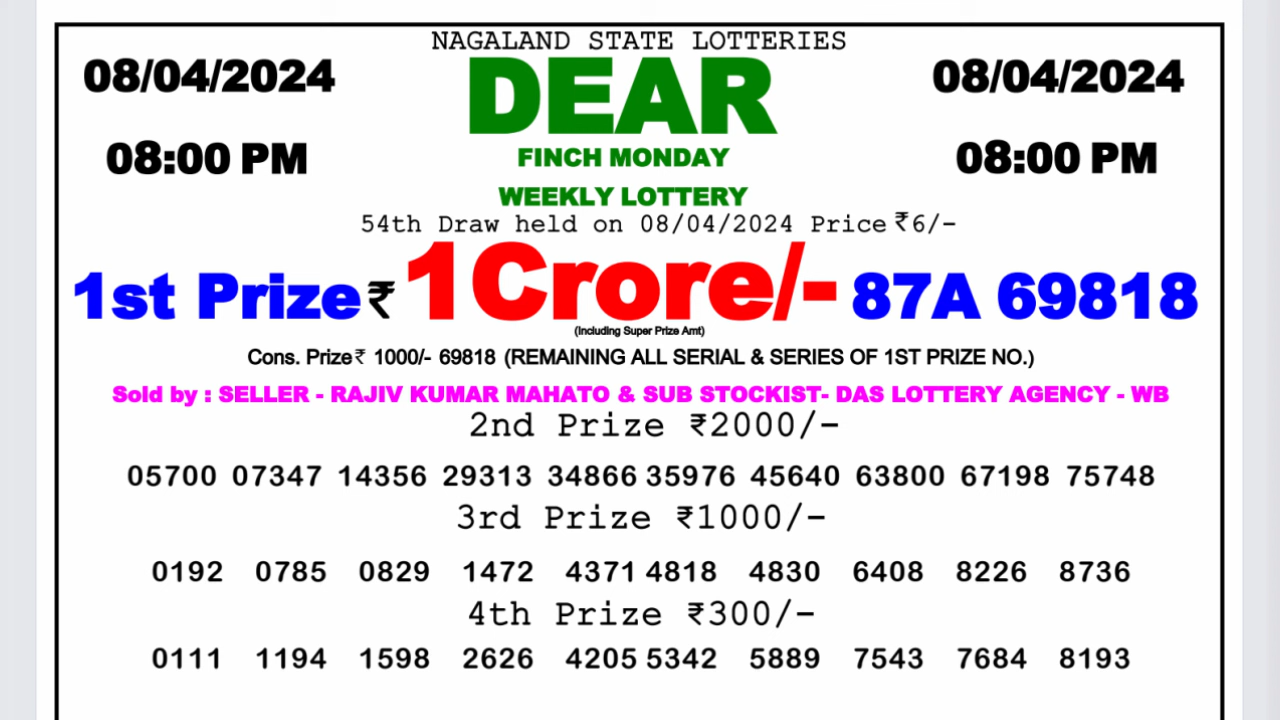 NAGALAND STATE LOTTERIES
08/04/2024 DEAR 08/04/2024
08:00 PM FINCH MONDAY 08:00 PM
WEEKLY LOTTERY
54th Draw held on 08/04/2024 Price ₹6/-
1st Prize ₹ 1Crore/- 87A 69818
(Including Super Prize Amt)
Cons. Prize ₹ 1000/- 69818 (REMAINING ALL SERIAL & SERIES OF 1ST PRIZE NO.)
Sold by : SELLER - RAJIV KUMAR MAHATO & SUB STOCKIST- DAS LOTTERY AGENCY - WB
2nd Prize ₹2000/-
05700 07347 14356 29313 34866 35976 45640 63800 67198 75748
3rd Prize ₹1000/-
0192 0785 0829 1472 4371 4818 4830 6408 8226 8736
4th Prize ₹300/-
0111 1194 1598 2626 4205 5342 5889 7543 7684 8193